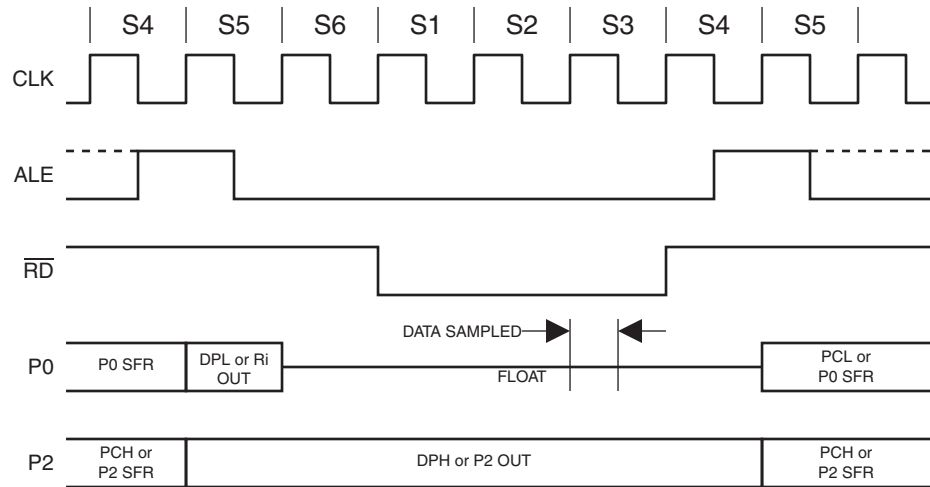 S4 S5 S6 S1 S2 S3 S4 S5
CLK
ALE
RD
DATA SAMPLED
P0
P0 SFR
DPL or Ri
OUT
FLOAT
PCL or
P0 SFR
P2
PCH or
P2 SFR
DPH or P2 OUT
PCH or
P2 SFR